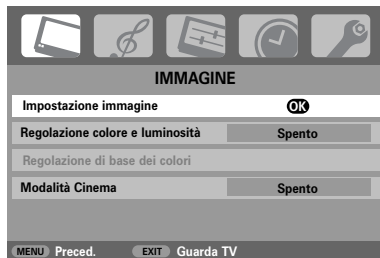 IMMAGINE
Impostazione immagine OK
Regolazione colore e luminosità Spento
Regolazione di base dei colori
Modalità Cinema Spento
MENU Preced. EXIT Guarda TV